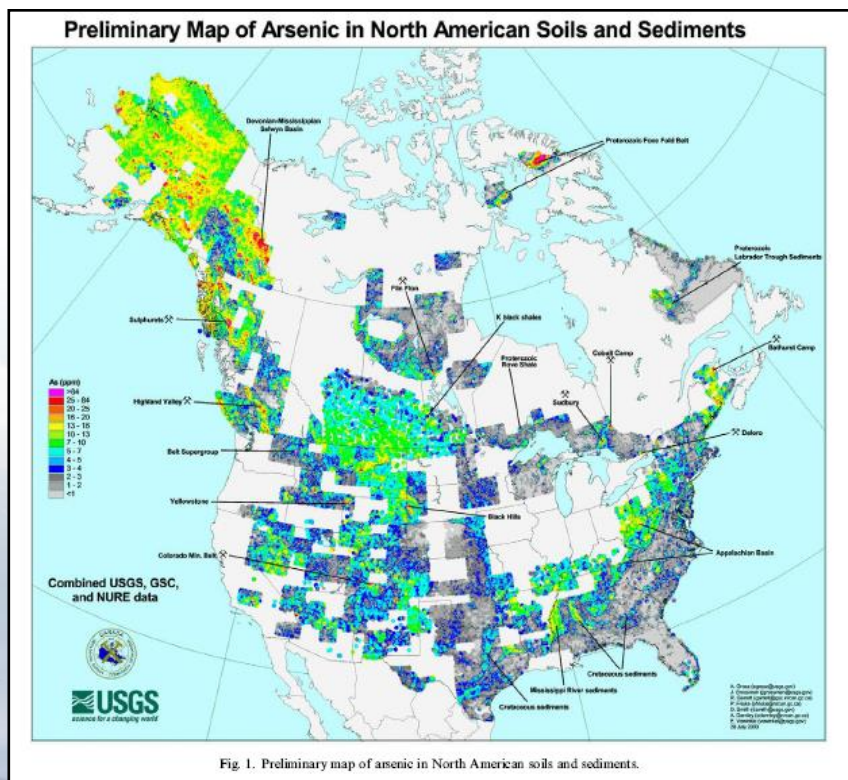 Preliminary Map of Arsenic in North American Soils and Sediments
Devonian-Mississippian
Selwyn Basin
Proterozoic Foxe Fold Belt
Proterozoic
Labrador Trough Sediments
Flin Flon
K black shales
Sulphurets
Proterozoic
Rove Shale
Cobalt Camp
Bathurst Camp
As (ppm)
>84
25 - 84
20 - 25
16 - 20
13 - 16
10 - 13
7 - 10
5 - 7
4 - 5
3 - 4
2 - 3
1 - 2
<1
Highland Valley
Sudbury
Deloro
Belt Supergroup
Yellowstone
Black Hills
Colorado Min. Belt
Appalachian Basin
Combined USGS, GSC,
and NURE data
Cretaceous sediments
Mississippi River sediments
Cretaceous sediments
USGS
science for a changing world
Fig. 1. Preliminary map of arsenic in North American soils and sediments.